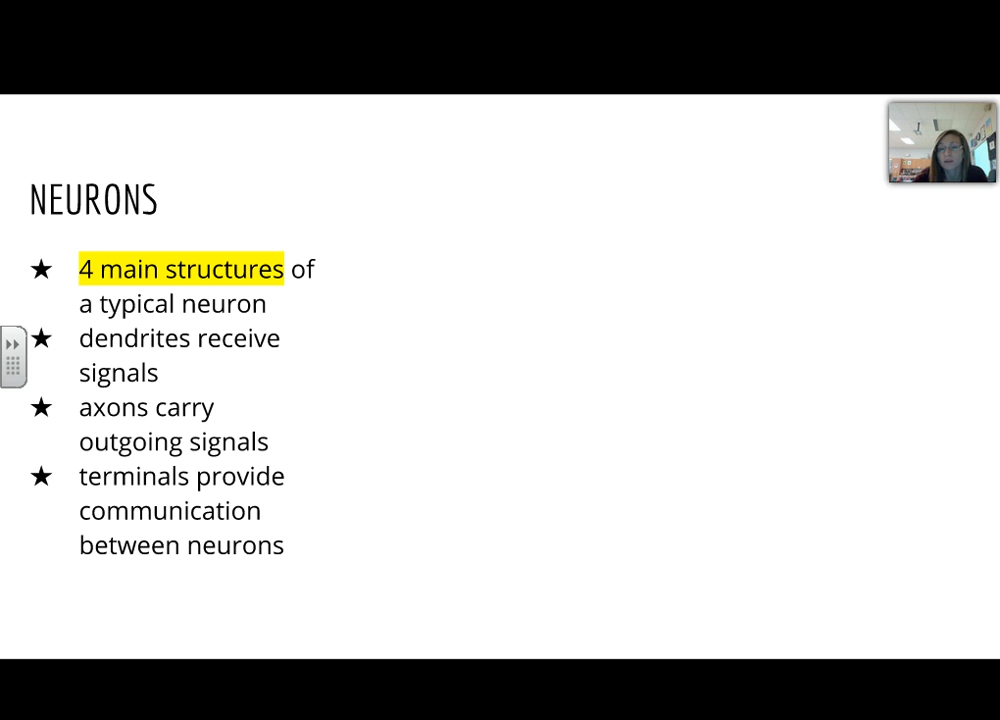 NEURONS
★ 4 main structures of
a typical neuron
★ dendrites receive
signals
★ axons carry
outgoing signals
★ terminals provide
communication
between neurons